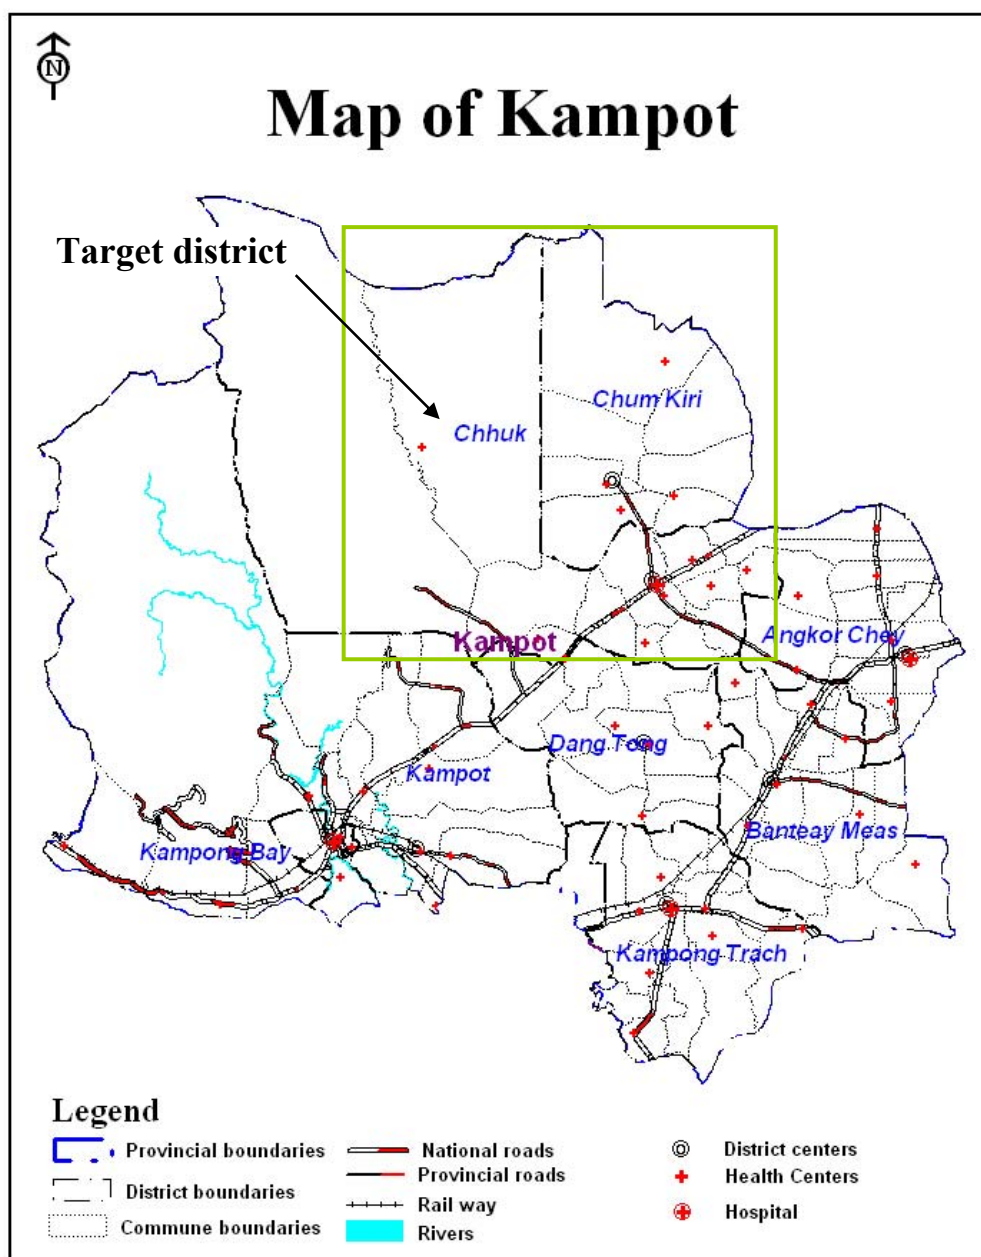 N
Map of Kampot
Target district
Chum Kiri
Chhuk
Angkor Chey
Kampot
Dang Tong
Kampot
Banteay Meas
Kampong Bay
Kampong Trach
Legend
Provincial boundaries
District boundaries
Commune boundaries
National roads
Provincial roads
Rail way
Rivers
District centers
Health Centers
Hospital